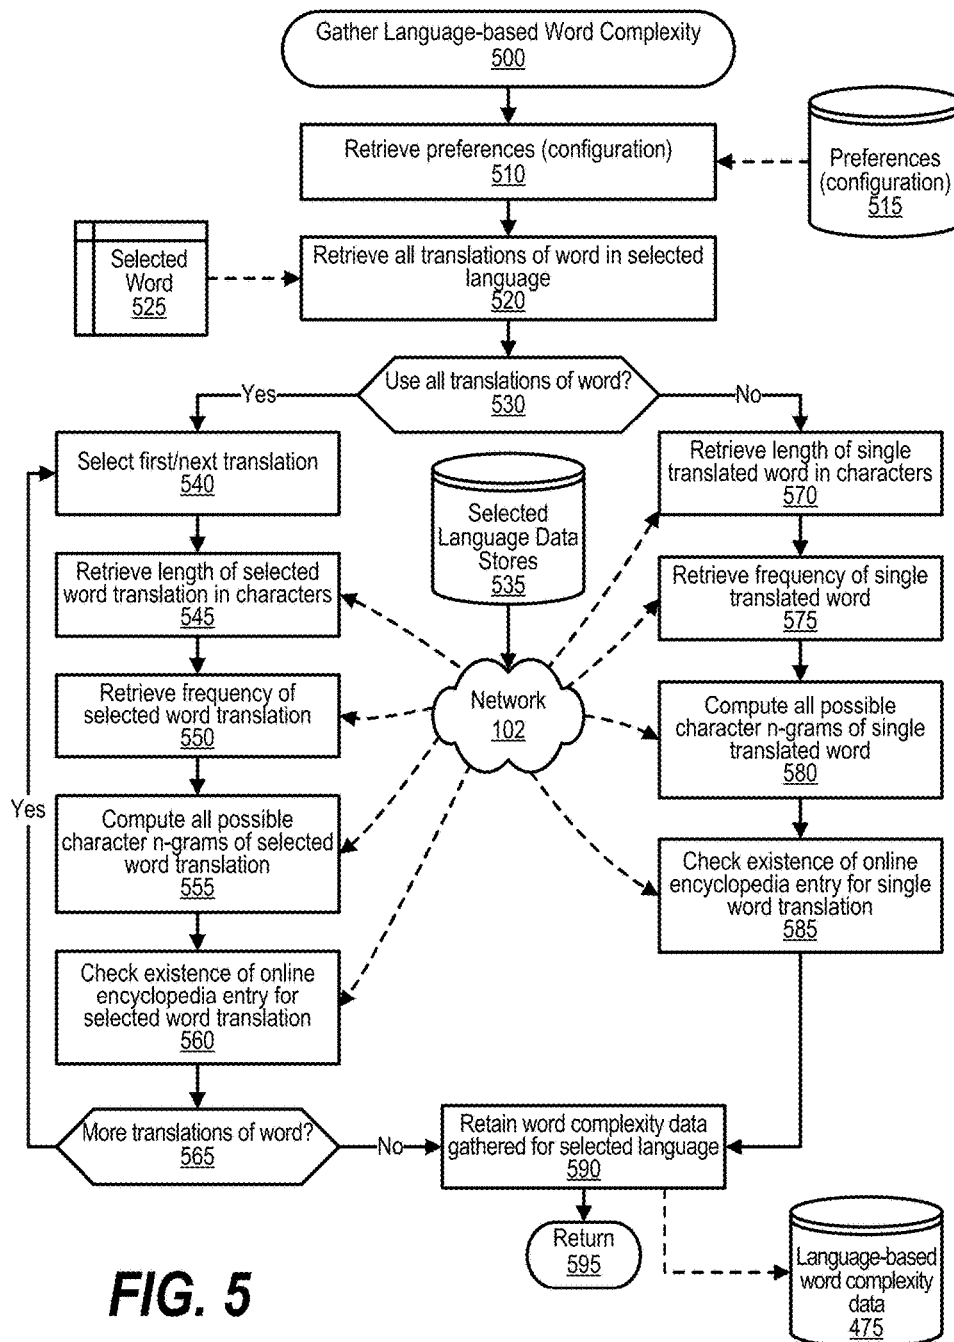 Gather Language-based Word Complexity
500
Retrieve preferences (configuration)
510
Preferences
(configuration)
515
Selected
Word
525
Retrieve all translations of word in selected
language
520
Use all translations of word?
530
Yes
No
Select first/next translation
540
Selected
Language Data
Stores
535
Retrieve length of single
translated word in characters
570
Retrieve length of selected
word translation in characters
545
Retrieve frequency of single
translated word
575
Retrieve frequency of
selected word translation
550
Network
102
Compute all possible
character n-grams of single
translated word
580
Yes
Compute all possible
character n-grams of selected
word translation
555
Check existence of online
encyclopedia entry for single
word translation
585
Check existence of online
encyclopedia entry for
selected word translation
560
More translations of word?
565
No
Retain word complexity data
gathered for selected language
590
Return
595
Language-based
word complexity
data
475
FIG. 5